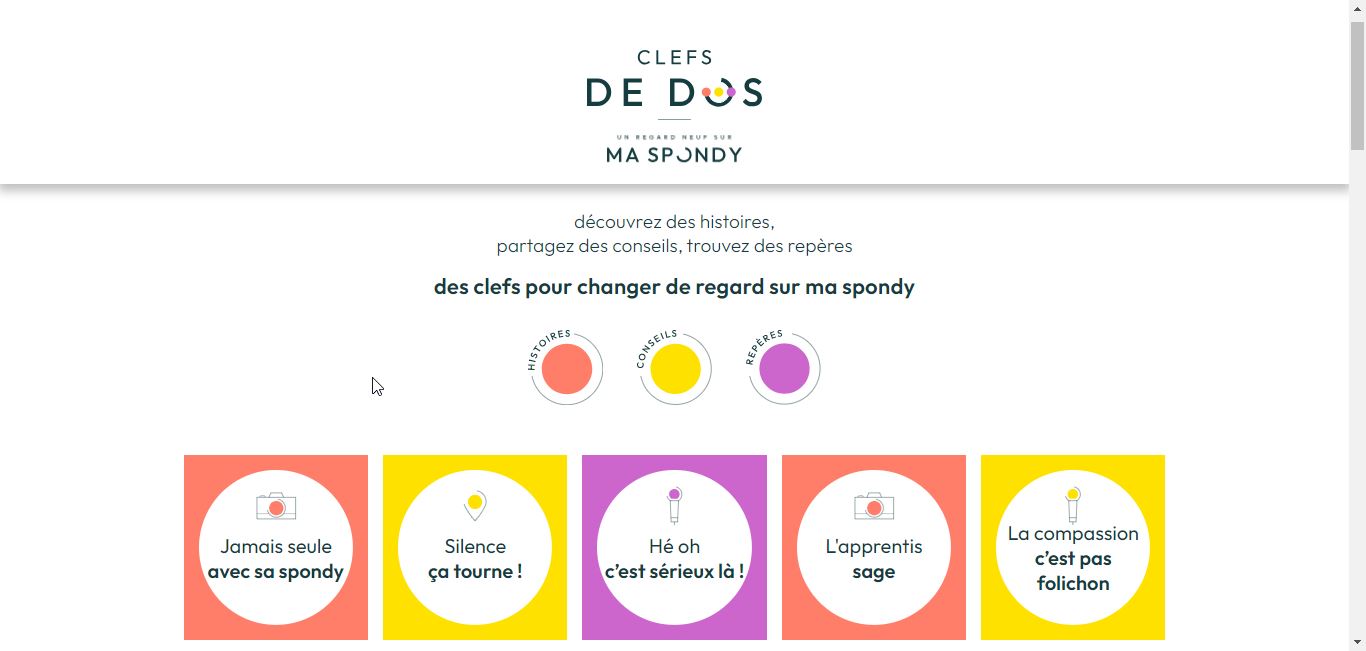 CLEFS
DE DOS
UN REGARD NEUF SUR
MA SPONDY
découvrez des histoires,
partagez des conseils, trouvez des repères
des clefs pour changer de regard sur ma spondy
HISTOIRES
CONSEILS
REPÈRES
Jamais seule
avec sa spondy
Silence
ça tourne !
Hé oh
c’est sérieux là !
L'apprentis
sage
La compassion
c’est pas
folichon